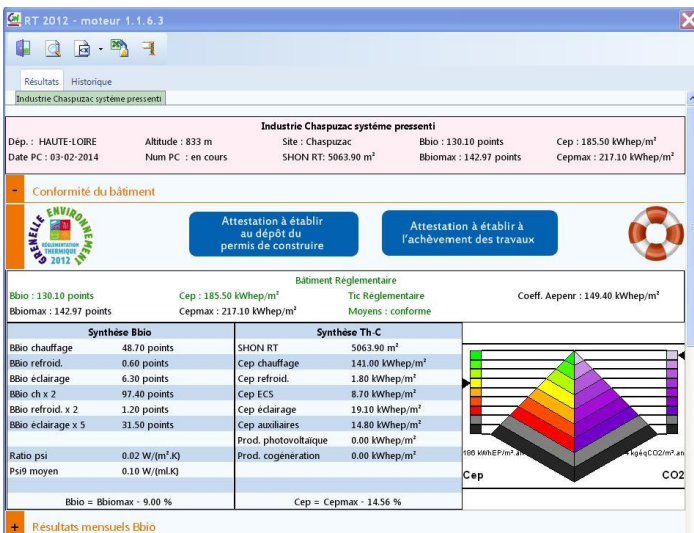 RT 2012 - moteur 1.1.6.3
Résultats Historique
Industrie Chaspuzac systéme pressenti
Industrie Chaspuzac systéme pressenti
Dép. : HAUTE-LOIRE Altitude : 833 m Site : Chaspuzac Bbio : 130.10 points Cep : 185.50 kWhep/m²
Date PC : 03-02-2014 Num PC : en cours SHON RT: 5063.90 m² Bbiomax : 142.97 points Cepmax : 217.10 kWhep/m²
- Conformité du bâtiment
GRENELLE ENVIRONNEMENT
RÉGLEMENTATION
THERMIQUE
2012
Attestation à établir
au dépôt du
permis de construire
Attestation à établir à
l'achèvement des travaux
Bâtiment Réglementaire
Bbio : 130.10 points Cep : 185.50 kWhep/m² Tic Réglementaire Coeff. Aepenr : 149.40 kWhep/m²
Bbiomax : 142.97 points Cepmax : 217.10 kWhep/m² Moyens : conforme
Synthèse Bbio Synthèse Th-C
BBio chauffage 48.70 points SHON RT 5063.90 m²
BBio refroid. 0.60 points Cep chauffage 141.00 kWhep/m²
BBio éclairage 6.30 points Cep refroid. 1.80 kWhep/m²
BBio ch x 2 97.40 points Cep ECS 8.70 kWhep/m²
BBio refroid. x 2 1.20 points Cep éclairage 19.10 kWhep/m²
BBio éclairage x 5 31.50 points Cep auxiliaires 14.80 kWhep/m²
Prod. photovoltaïque 0.00 kWhep/m²
Ratio psi 0.02 W/(m².K) Prod. cogénération 0.00 kWhep/m²
Psi9 moyen 0.10 W/(ml.K)
kWhEP/m².an kgéqCO2/m².an
Cep CO2
Bbio = Bbiomax - 9.00 % Cep = Cepmax - 14.56 %
+ Résultats mensuels Bbio